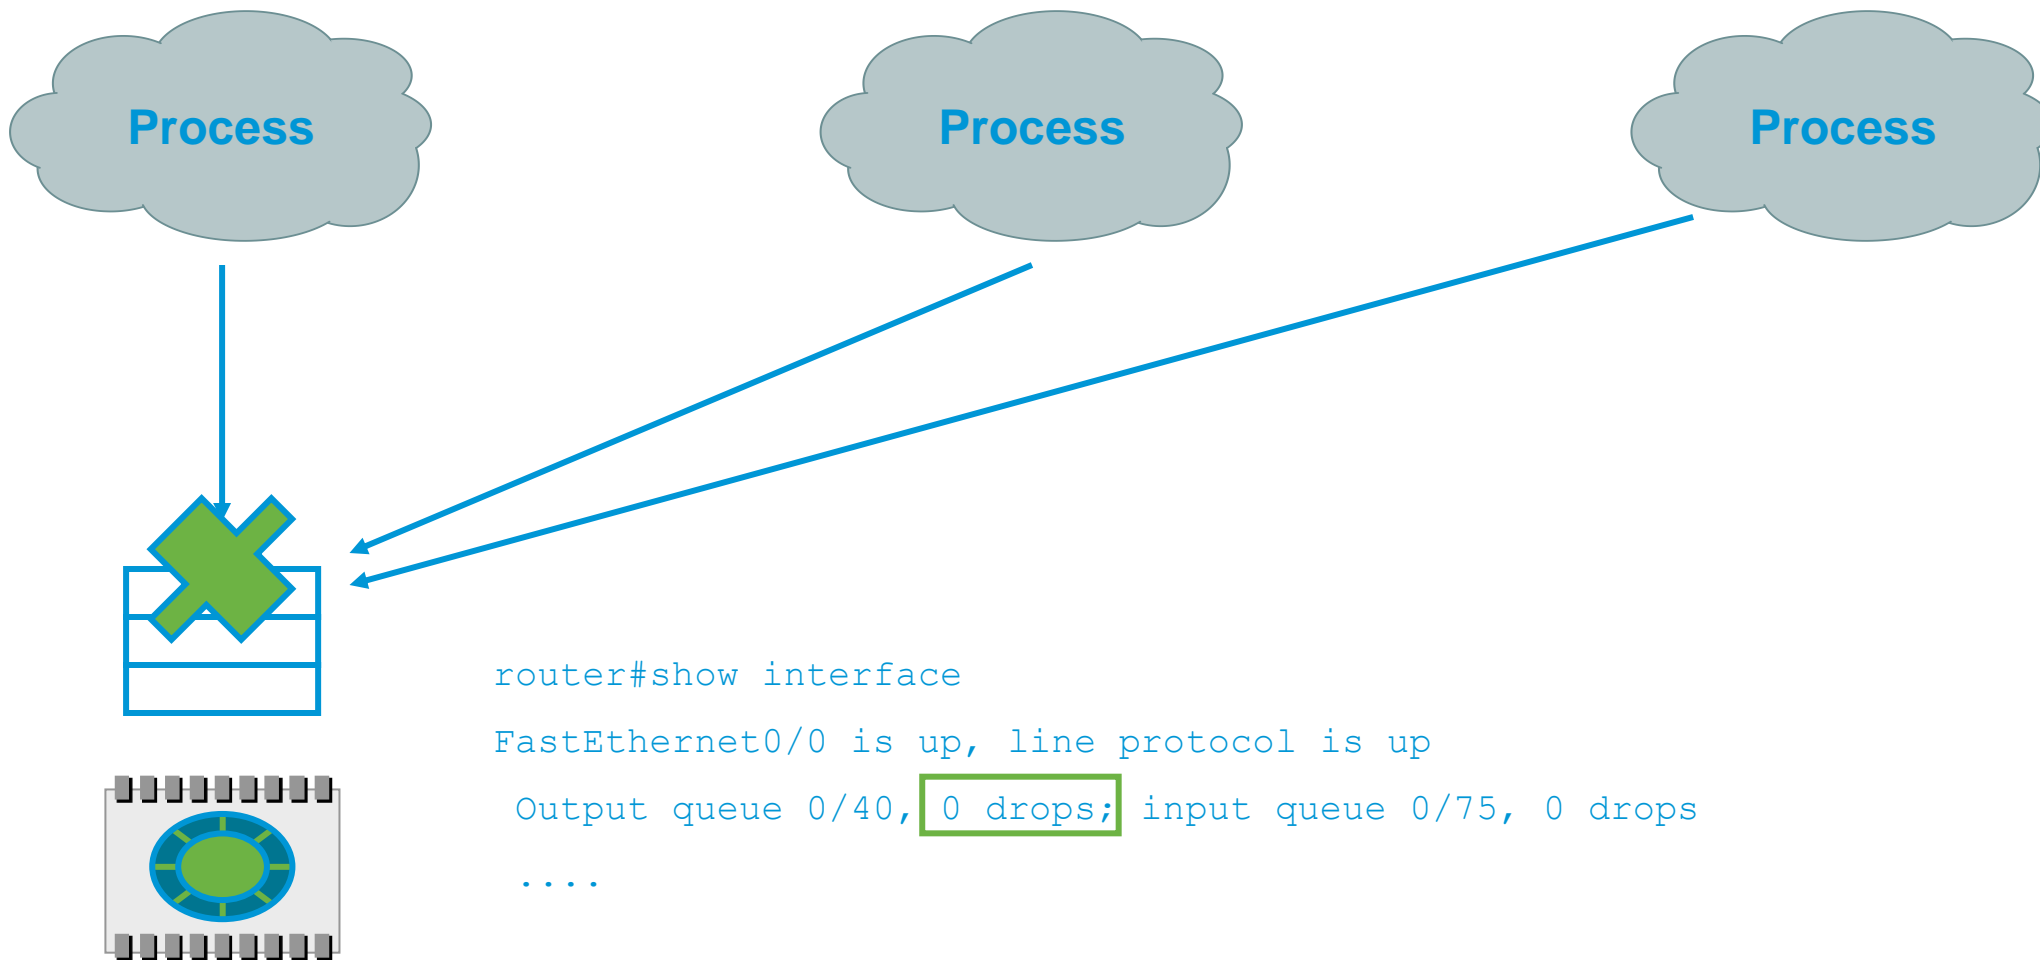 Process
Process
Process
router#show interface
FastEthernet0/0 is up, line protocol is up
Output queue 0/40, 0 drops; input queue 0/75, 0 drops
....